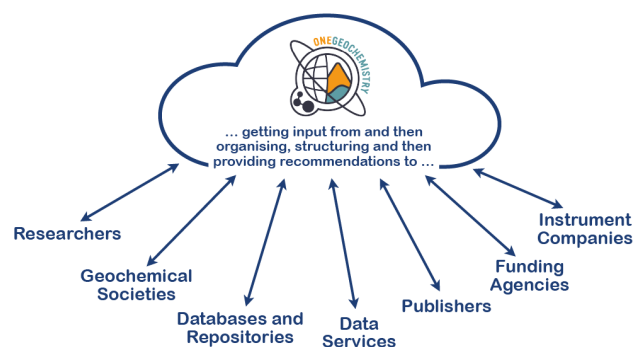 ONEGEOCHEMISTRY
... getting input from and then
organising, structuring and then
providing recommendations to ...
Researchers
Geochemical
Societies
Databases and
Repositories
Data
Services
Publishers
Funding
Agencies
Instrument
Companies